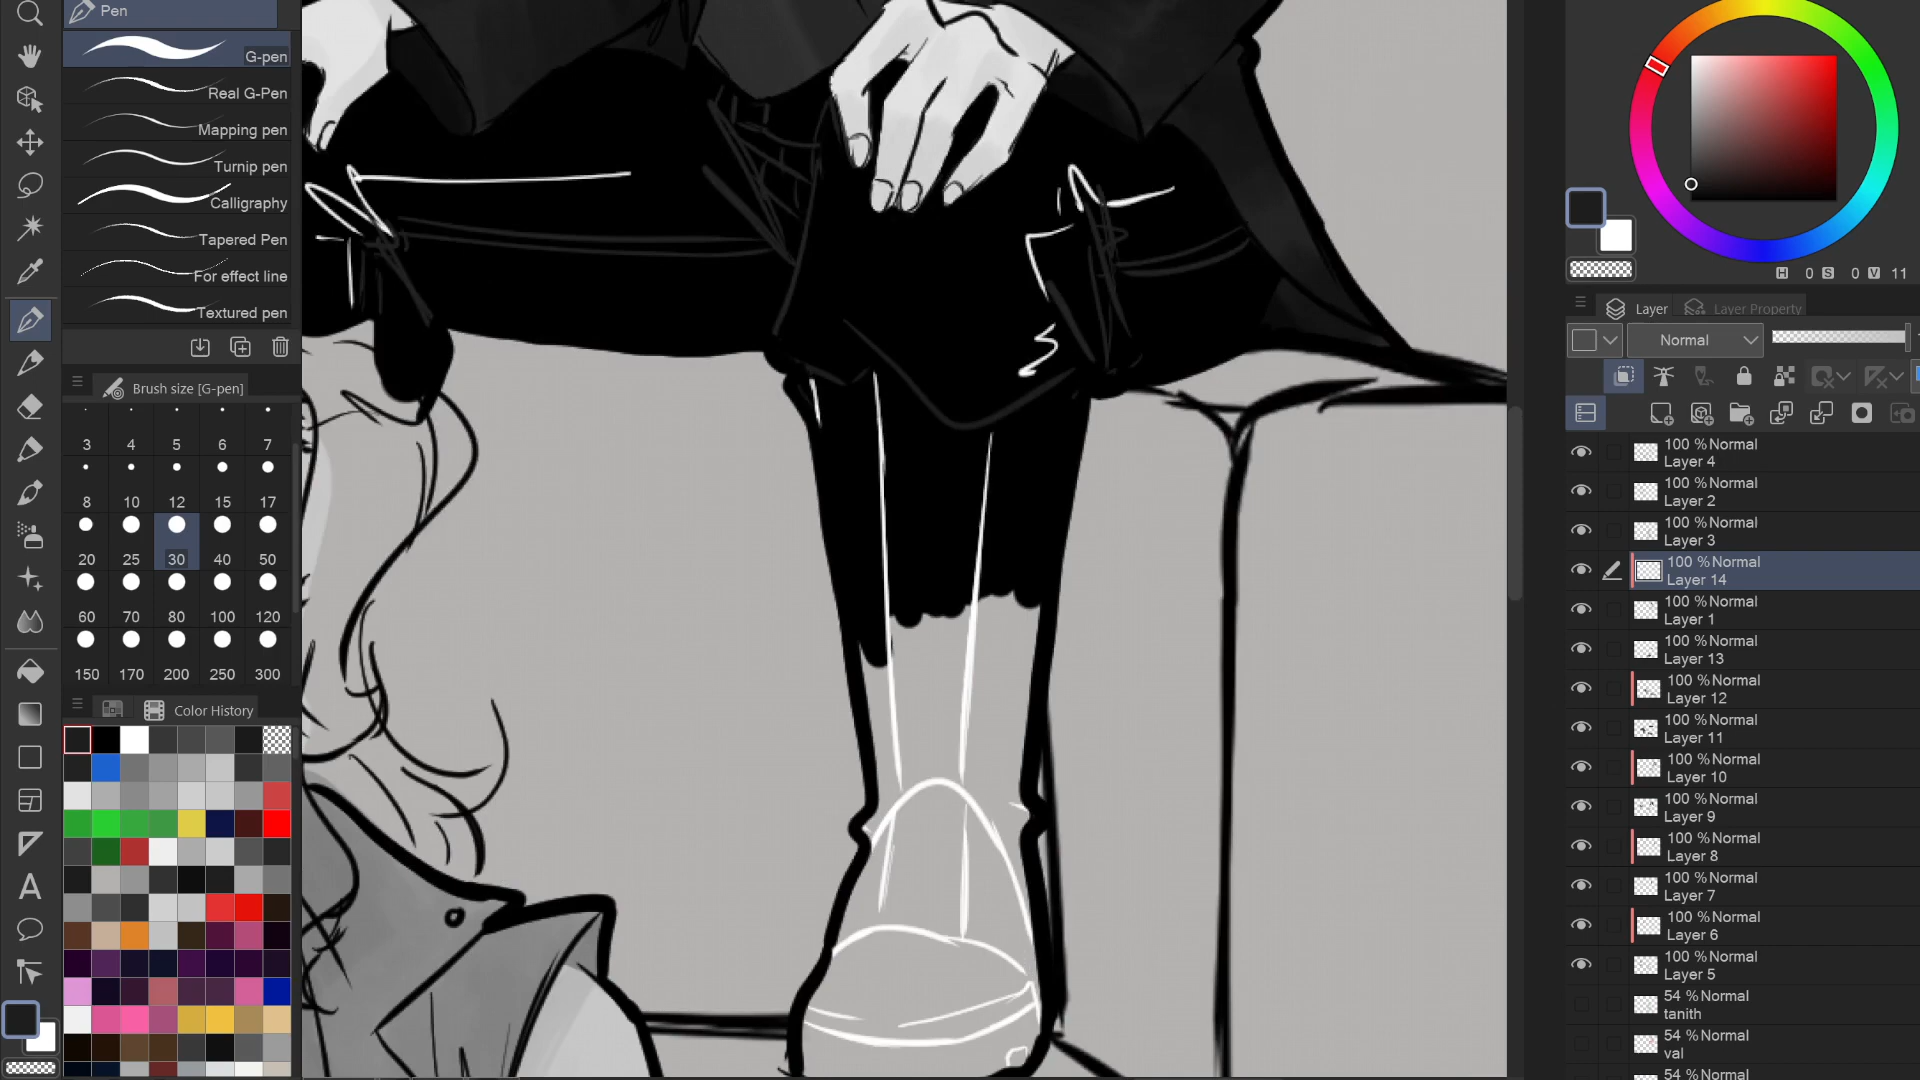 Pen
G-pen
Real G-Pen
Mapping pen
Turnip pen
Calligraphy
Tapered Pen
For effect line
Textured pen
Brush size [G-pen]
3 4 5 6 7
8 10 12 15 17
20 25 30 40 50
60 70 80 100 120
150 170 200 250 300
Color History
H 0 S 0 V 11
Layer Layer Property
Normal
100 %Normal
Layer 4
100 %Normal
Layer 2
100 %Normal
Layer 3
100 %Normal
Layer 14
100 %Normal
Layer 1
100 %Normal
Layer 13
100 %Normal
Layer 12
100 %Normal
Layer 11
100 %Normal
Layer 10
100 %Normal
Layer 9
100 %Normal
Layer 8
100 %Normal
Layer 7
100 %Normal
Layer 6
100 %Normal
Layer 5
54 %Normal
tanith
54 %Normal
val
54 %Normal